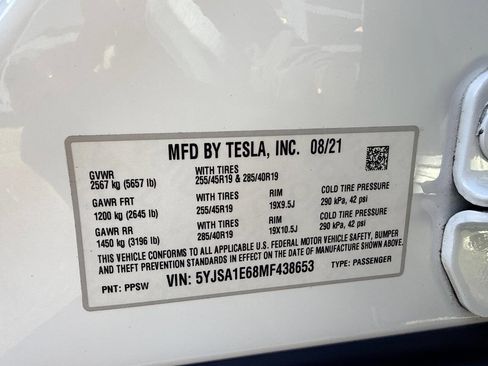 MFD BY TESLA, INC. 08/21
GVWR WITH TIRES
2567 kg (5657 lb) 255/45R19 & 285/40R19
GAWR FRT WITH TIRES RIM COLD TIRE PRESSURE
1200 kg (2645 lb) 255/45R19 19X9.5J 290 kPa, 42 psi
GAWR RR WITH TIRES RIM COLD TIRE PRESSURE
1450 kg (3196 lb) 285/40R19 19X10.5J 290 kPa, 42 psi
THIS VEHICLE CONFORMS TO ALL APPLICABLE U.S. FEDERAL MOTOR VEHICLE SAFETY, BUMPER
AND THEFT PREVENTION STANDARDS IN EFFECT ON THE DATE OF MANUFACTURE SHOWN ABOVE.
PNT: PPSW VIN: 5YJSA1E68MF438653 TYPE: PASSENGER